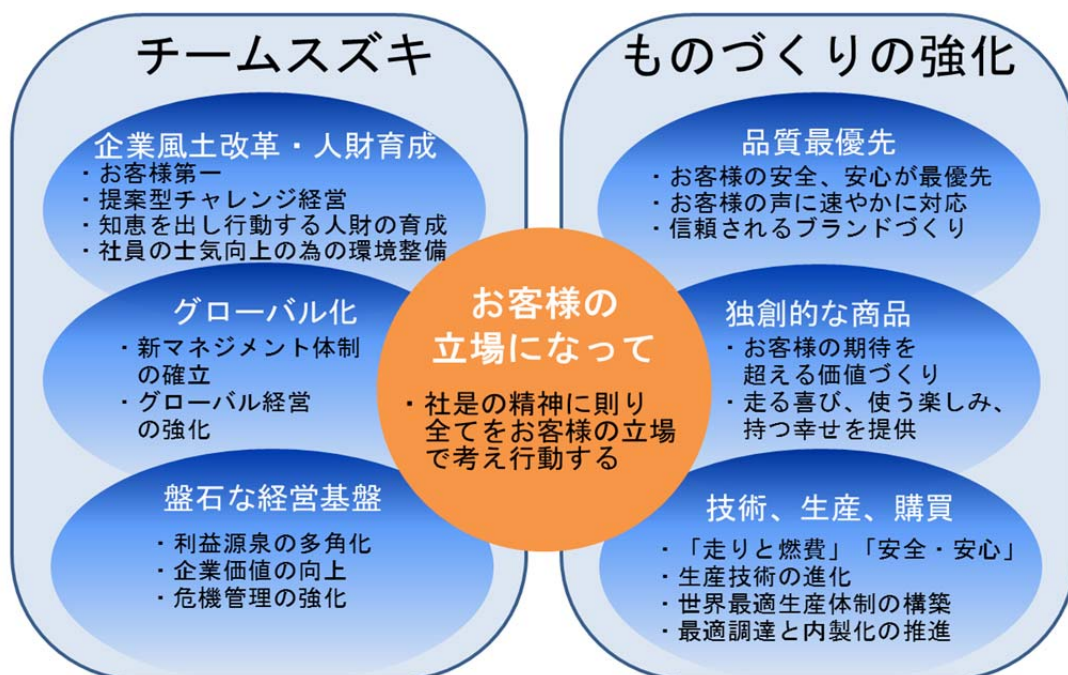 チームスズキ
企業風土改革・人財育成
・お客様第一
・提案型チャレンジ経営
・知恵を出し行動する人財の育成
・社員の士気向上の為の環境整備
グローバル化
・新マネジメント体制
の確立
・グローバル経営
の強化
盤石な経営基盤
・利益源泉の多角化
・企業価値の向上
・危機管理の強化
お客様の
立場になって
・社是の精神に則り
全てをお客様の立場
で考え行動する
ものづくりの強化
品質最優先
・お客様の安全、安心が最優先
・お客様の声に速やかに対応
・信頼されるブランドづくり
独創的な商品
・お客様の期待を
超える価値づくり
・走る喜び、使う楽しみ、
持つ幸せを提供
技術、生産、購買
・「走りと燃費」「安全・安心」
・生産技術の進化
・世界最適生産体制の構築
・最適調達と内製化の推進